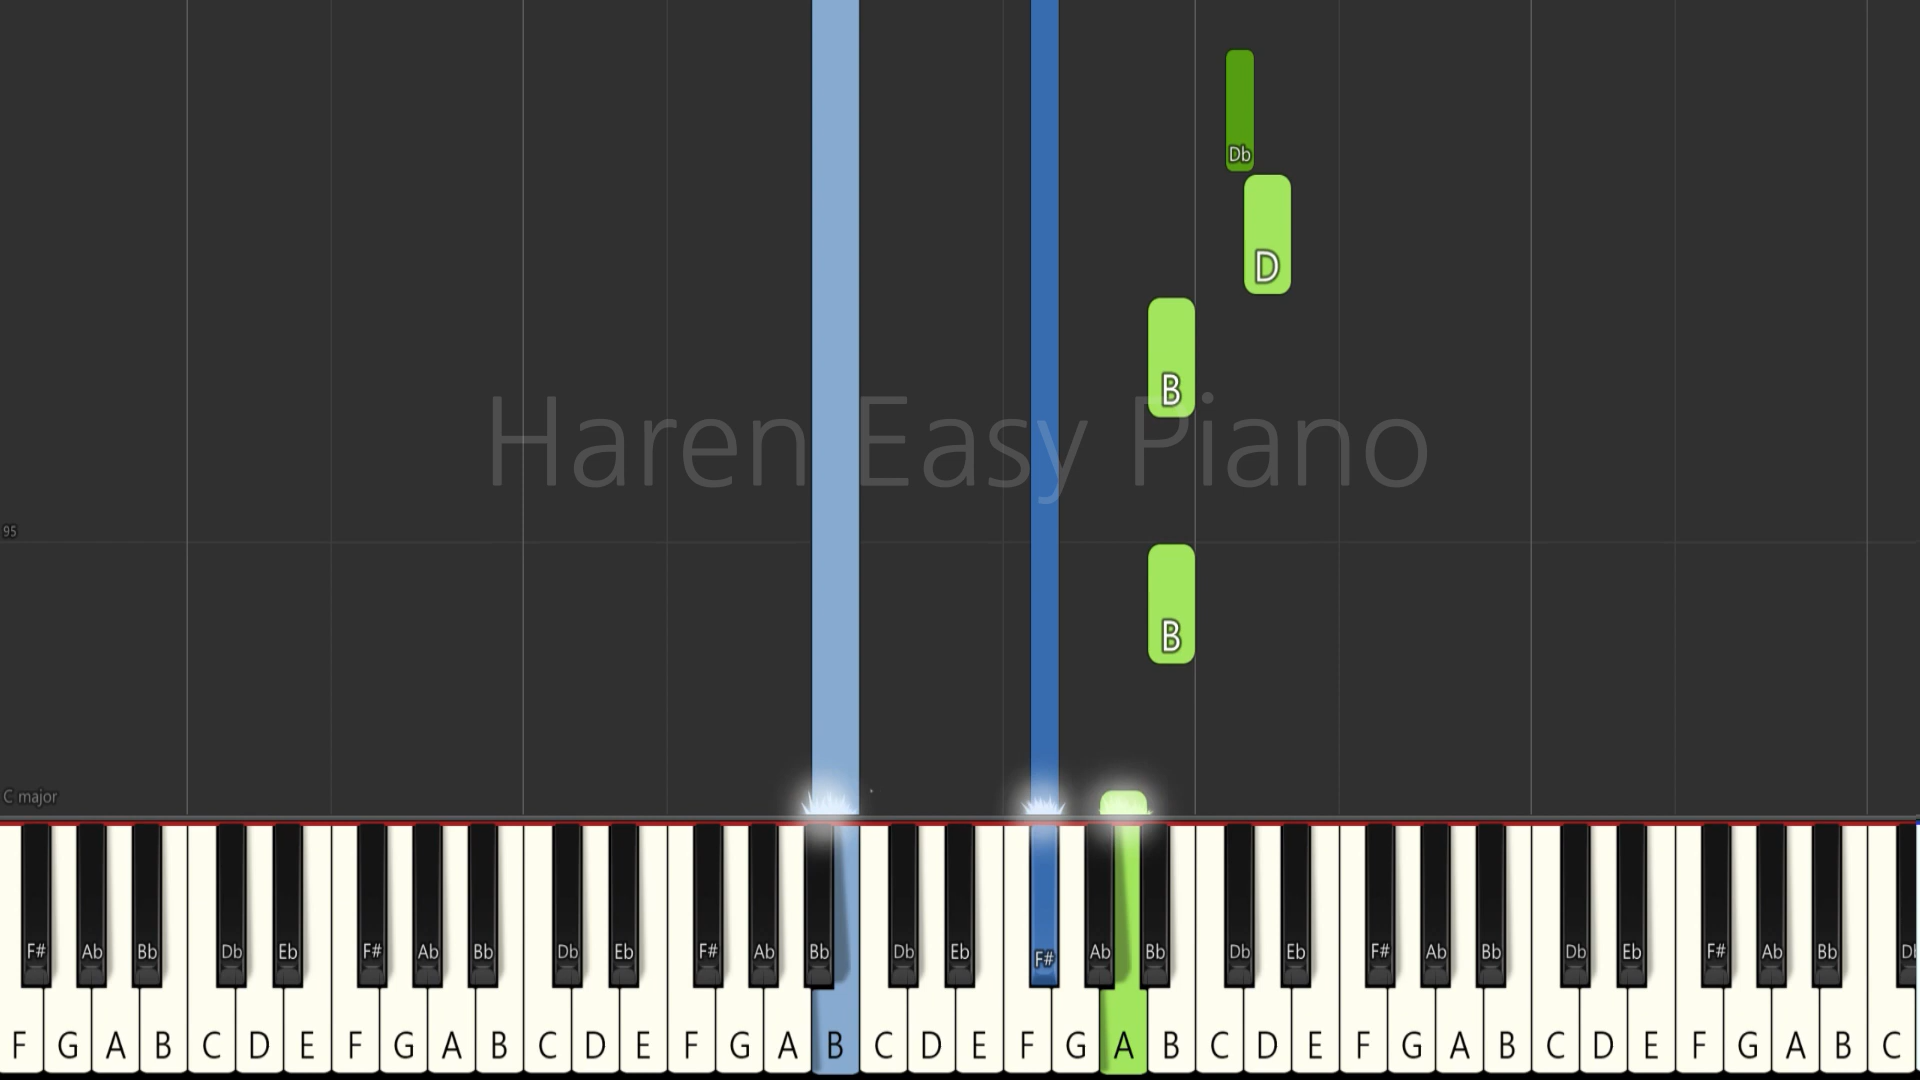 Db
D
B
Haren Easy Piano
95
B
C major
F# Ab Bb Db Eb F# Ab Bb Db Eb F# Ab Bb Db Eb F# Ab Bb Db Eb F# Ab Bb Db Eb F# Ab Bb
F G A B C D E F G A B C D E F G A B C D E F G A B C D E F G A B C D E F G A B C